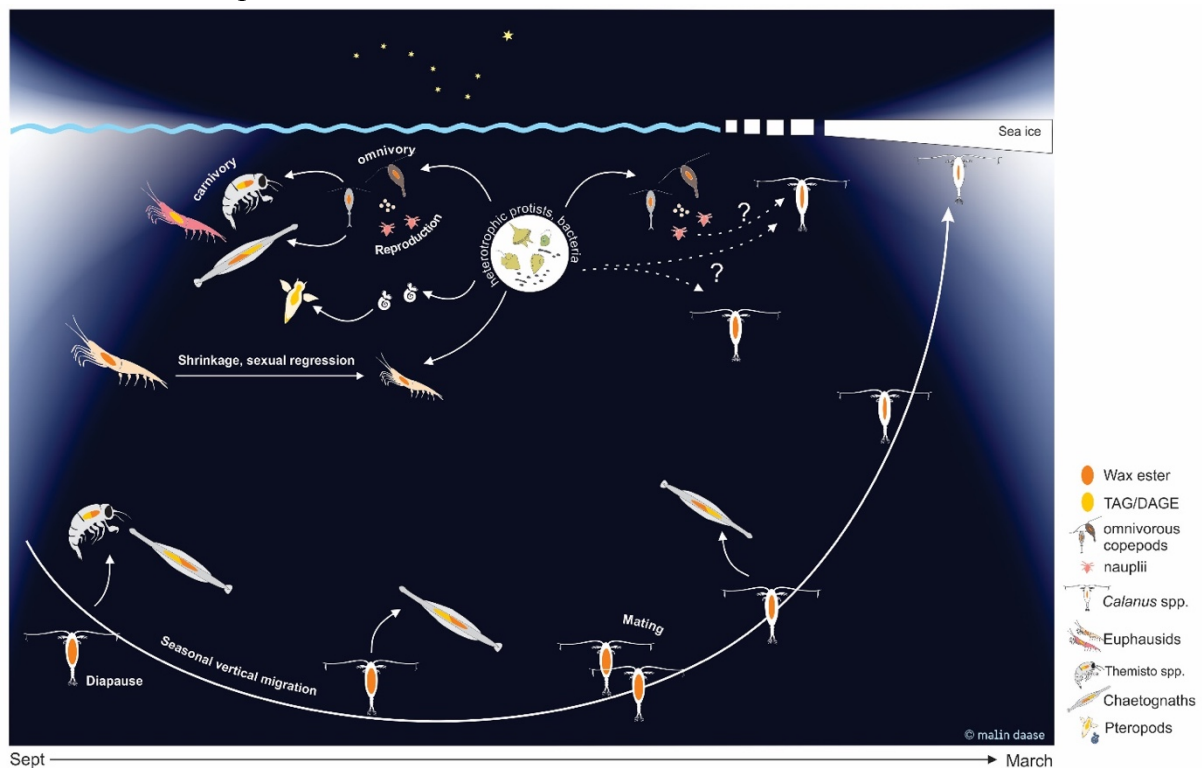 Sea ice
carnivory
omnivory
Reproduction
heterotrophic protists, bacteria
?
?
Shrinkage, sexual regression
Diapause
Seasonal vertical migration
Mating
© malin daase
Sept
March
Wax ester
TAG/DAGE
omnivorous
copepods
nauplii
Calanus spp.
Euphausids
Themisto spp.
Chaetognaths
Pteropods